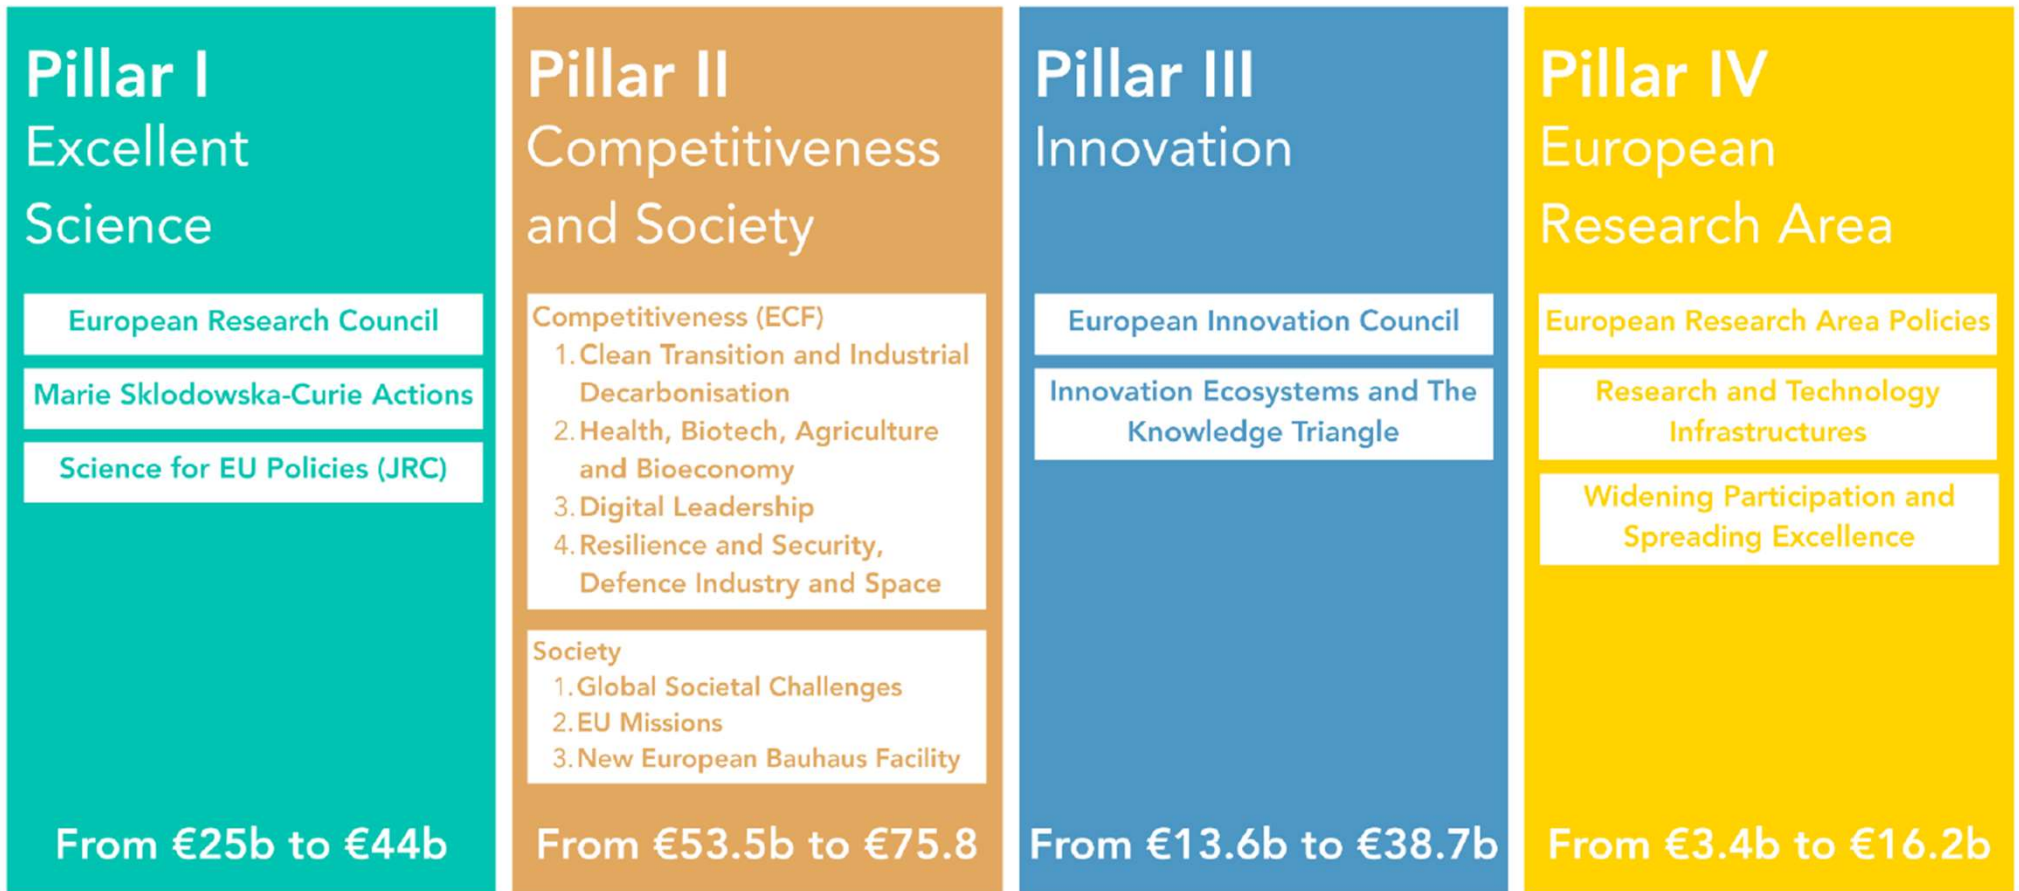 Pillar I
Excellent
Science
European Research Council
Marie Sklodowska-Curie Actions
Science for EU Policies (JRC)
From €25b to €44b
Pillar II
Competitiveness
and Society
Competitiveness (ECF)
1. Clean Transition and Industrial
Decarbonisation
2. Health, Biotech, Agriculture
and Bioeconomy
3. Digital Leadership
4. Resilience and Security,
Defence Industry and Space
Society
1. Global Societal Challenges
2. EU Missions
3. New European Bauhaus Facility
From €53.5b to €75.8
Pillar III
Innovation
European Innovation Council
Innovation Ecosystems and The
Knowledge Triangle
From €13.6b to €38.7b
Pillar IV
European
Research Area
European Research Area Policies
Research and Technology
Infrastructures
Widening Participation and
Spreading Excellence
From €3.4b to €16.2b